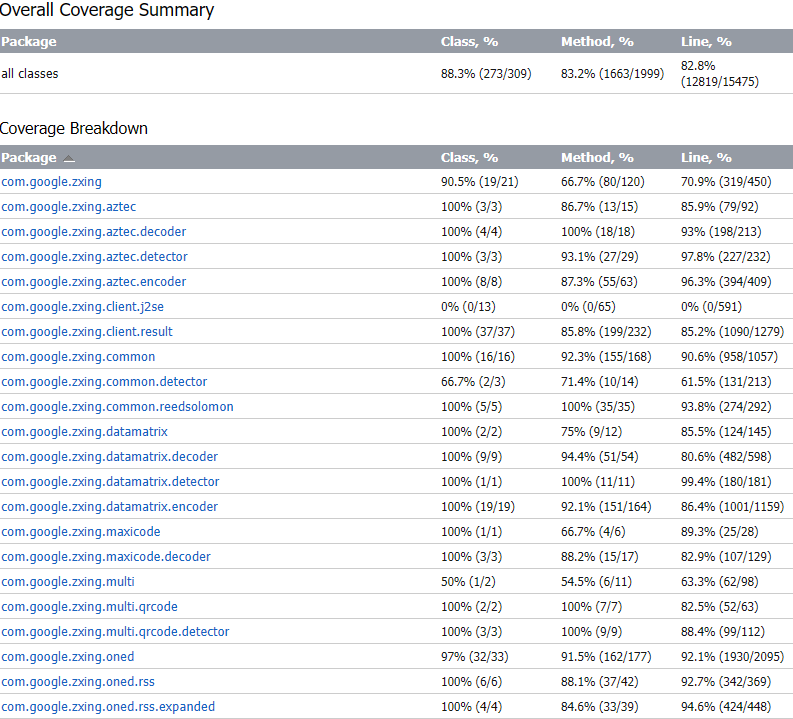 Overall Coverage Summary
Package Class, % Method, % Line, %
all classes 88.3% (273/309) 83.2% (1663/1999) 82.8% (12819/15475)
Coverage Breakdown
Package Class, % Method, % Line, %
com.google.zxing 90.5% (19/21) 66.7% (80/120) 70.9% (319/450)
com.google.zxing.aztec 100% (3/3) 86.7% (13/15) 85.9% (79/92)
com.google.zxing.aztec.decoder 100% (4/4) 100% (18/18) 93% (198/213)
com.google.zxing.aztec.detector 100% (3/3) 93.1% (27/29) 97.8% (227/232)
com.google.zxing.aztec.encoder 100% (8/8) 87.3% (55/63) 96.3% (394/409)
com.google.zxing.client.j2se 0% (0/13) 0% (0/65) 0% (0/591)
com.google.zxing.client.result 100% (37/37) 85.8% (199/232) 85.2% (1090/1279)
com.google.zxing.common 100% (16/16) 92.3% (155/168) 90.6% (958/1057)
com.google.zxing.common.detector 66.7% (2/3) 71.4% (10/14) 61.5% (131/213)
com.google.zxing.common.reedsolomon 100% (5/5) 100% (35/35) 93.8% (274/292)
com.google.zxing.datamatrix 100% (2/2) 75% (9/12) 85.5% (124/145)
com.google.zxing.datamatrix.decoder 100% (9/9) 94.4% (51/54) 80.6% (482/598)
com.google.zxing.datamatrix.detector 100% (1/1) 100% (11/11) 99.4% (180/181)
com.google.zxing.datamatrix.encoder 100% (19/19) 92.1% (151/164) 86.4% (1001/1159)
com.google.zxing.maxicode 100% (1/1) 66.7% (4/6) 89.3% (25/28)
com.google.zxing.maxicode.decoder 100% (3/3) 88.2% (15/17) 82.9% (107/129)
com.google.zxing.multi 50% (1/2) 54.5% (6/11) 63.3% (62/98)
com.google.zxing.multi.qrcode 100% (2/2) 100% (7/7) 82.5% (52/63)
com.google.zxing.multi.qrcode.detector 100% (3/3) 100% (9/9) 88.4% (99/112)
com.google.zxing.oned 97% (32/33) 91.5% (162/177) 92.1% (1930/2095)
com.google.zxing.oned.rss 100% (6/6) 88.1% (37/42) 92.7% (342/369)
com.google.zxing.oned.rss.expanded 100% (4/4) 84.6% (33/39) 94.6% (424/448)